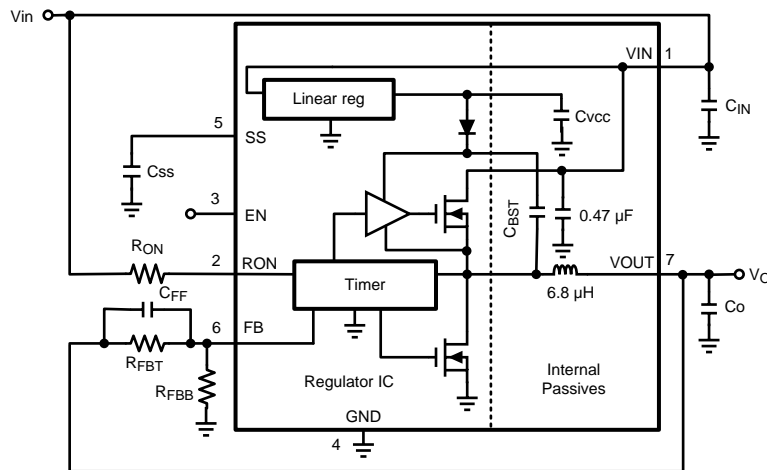 Vin
VIN 1
Linear reg
Cvcc
CIN
5
SS
Css
3
EN
CBST
0.47 µF
RON
2 RON
Timer
VOUT 7
VO
6.8 µH
CFF
6 FB
Co
RFBT
RFBB
Regulator IC
Internal
Passives
GND
4